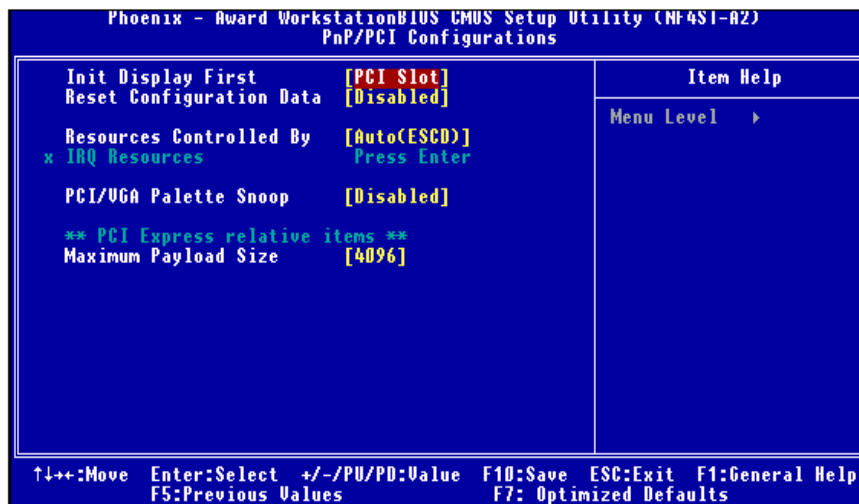 Phoenix - Award WorkstationBIOS CMOS Setup Utility (NF4ST-A2)
PnP/PCI Configurations
Init Display First [PCI Slot]
Reset Configuration Data [Disabled]
Resources Controlled By [Auto(ESCD)]
x IRQ Resources Press Enter
PCI/VGA Palette Snoop [Disabled]
** PCI Express relative items **
Maximum Payload Size [4096]
Item Help
Menu Level ▸
↑↓→←:Move Enter:Select +/-/PU/PD:Value F10:Save ESC:Exit F1:General Help
F5:Previous Values F7: Optimized Defaults